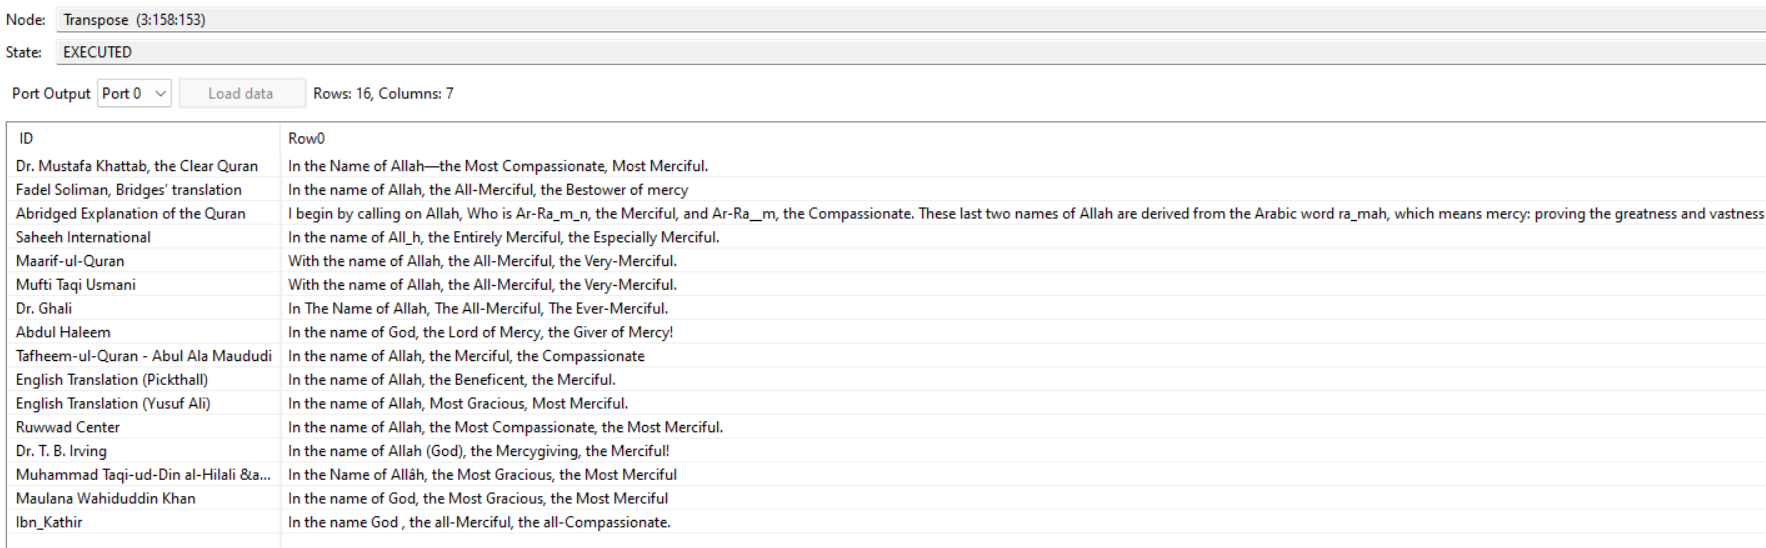 Node: Transpose (3:158:153)
State: EXECUTED
Port Output Port 0 Load data Rows: 16, Columns: 7
ID Row0
Dr. Mustafa Khattab, the Clear Quran In the Name of Allah—the Most Compassionate, Most Merciful.
Fadel Soliman, Bridges’ translation In the name of Allah, the All-Merciful, the Bestower of mercy
Abridged Explanation of the Quran I begin by calling on Allah, Who is Ar-Ra_m_n, the Merciful, and Ar-Ra__m, the Compassionate. These last two names of Allah are derived from the Arabic word ra_mah, which means mercy: proving the greatness and vastness
Saheeh International In the name of All_h, the Entirely Merciful, the Especially Merciful.
Maarif-ul-Quran With the name of Allah, the All-Merciful, the Very-Merciful.
Mufti Taqi Usmani With the name of Allah, the All-Merciful, the Very-Merciful.
Dr. Ghali In The Name of Allah, The All-Merciful, The Ever-Merciful.
Abdul Haleem In the name of God, the Lord of Mercy, the Giver of Mercy!
Tafheem-ul-Quran - Abul Ala Maududi In the name of Allah, the Merciful, the Compassionate
English Translation (Pickthall) In the name of Allah, the Beneficent, the Merciful.
English Translation (Yusuf Ali) In the name of Allah, Most Gracious, Most Merciful.
Ruwwad Center In the name of Allah, the Most Compassionate, the Most Merciful.
Dr. T. B. Irving In the name of Allah (God), the Mercygiving, the Merciful!
Muhammad Taqi-ud-Din al-Hilali &a... In the Name of Allâh, the Most Gracious, the Most Merciful
Maulana Wahiduddin Khan In the name of God, the Most Gracious, the Most Merciful
Ibn_Kathir In the name God , the all-Merciful, the all-Compassionate.